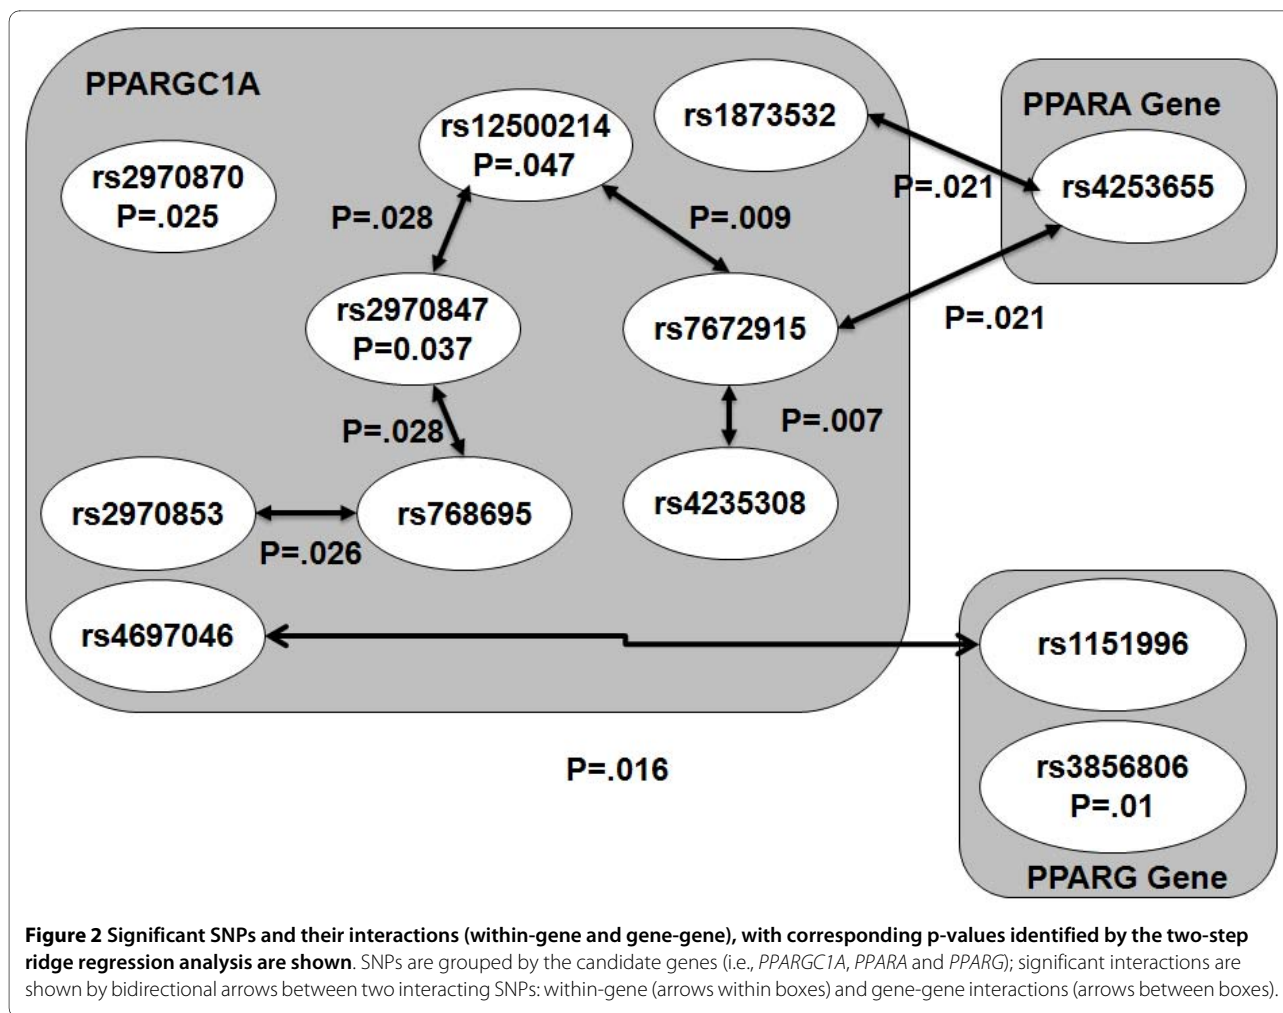 PPARGC1A
rs2970870
P=.025
rs12500214
P=.047
rs1873532
PPARA Gene
rs4253655
P=.021
P=.028
P=.009
rs2970847
P=0.037
rs7672915
P=.021
P=.028
P=.007
rs2970853
rs768695
rs4235308
P=.026
rs4697046
rs1151996
P=.016
rs3856806
P=.01
PPARG Gene
Figure 2 Significant SNPs and their interactions (within-gene and gene-gene), with corresponding p-values identified by the two-step
ridge regression analysis are shown. SNPs are grouped by the candidate genes (i.e., PPARGC1A, PPARA and PPARG); significant interactions are
shown by bidirectional arrows between two interacting SNPs: within-gene (arrows within boxes) and gene-gene interactions (arrows between boxes).